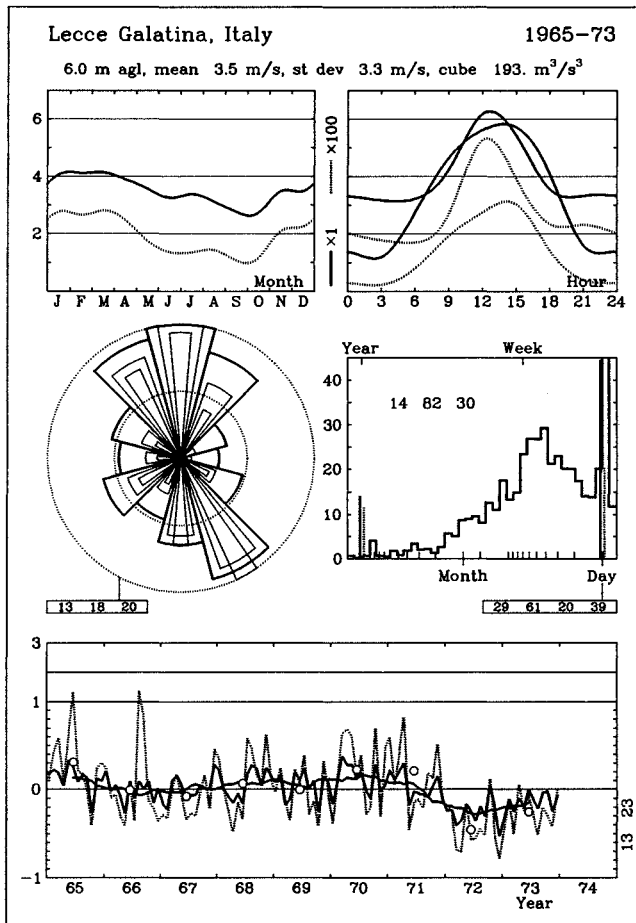 Lecce Galatina, Italy 1965–73
6.0 m agl, mean 3.5 m/s, st dev 3.3 m/s, cube 193. m³/s³
6
4
2
Month
J F M A M J J A S O N D
×1 ×100
Hour
0 3 6 9 12 15 18 21 24
Year Week
40
30
20
10
0
14 82 30
Month Day
13 18 20
29 61 20 39
3
1
0
−1
65 66 67 68 69 70 71 72 73 74
Year
13 23